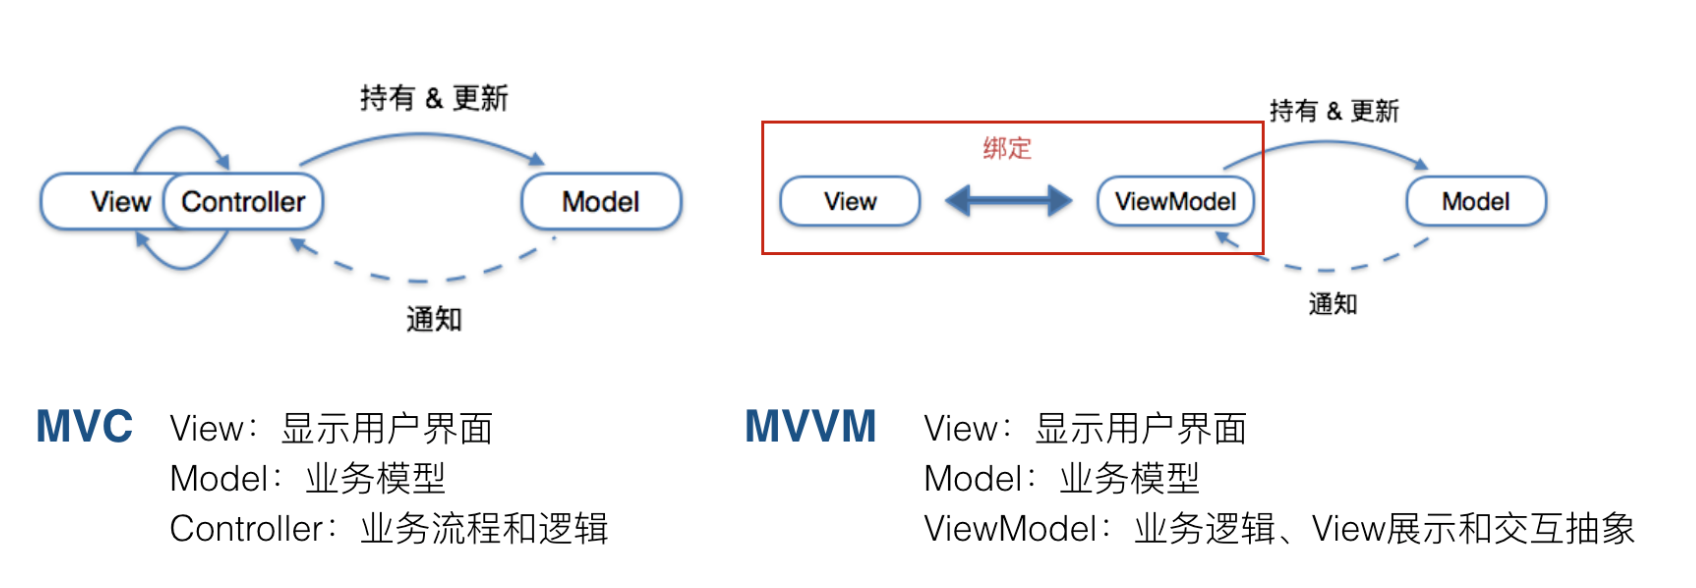 持有 & 更新
View
Controller
Model
通知
持有 & 更新
绑定
View
ViewModel
Model
通知
MVC
View：显示用户界面
Model：业务模型
Controller：业务流程和逻辑
MVVM
View：显示用户界面
Model：业务模型
ViewModel：业务逻辑、View展示和交互抽象